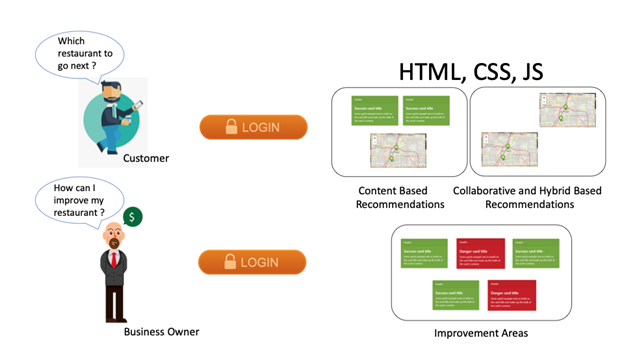 Which
restaurant to
go next ?
Customer
LOGIN
HTML, CSS, JS
Success card title
Success card title
Content Based
Recommendations
Collaborative and Hybrid Based
Recommendations
How can I
improve my
restaurant ?
$
Business Owner
LOGIN
Success card title
Danger card title
Success card title
Success card title
Danger card title
Improvement Areas